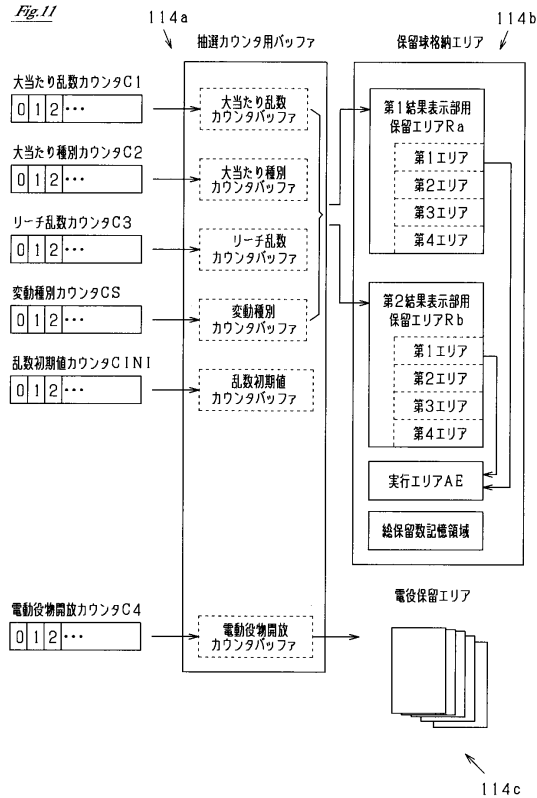 Fig.11
114a
114b
抽選カウンタ用バッファ
保留球格納エリア
大当たり乱数カウンタC1
0 1 2 ･･･
大当たり乱数
カウンタバッファ
大当たり種別カウンタC2
0 1 2 ･･･
大当たり種別
カウンタバッファ
リーチ乱数カウンタC3
0 1 2 ･･･
リーチ乱数
カウンタバッファ
変動種別カウンタCS
0 1 2 ･･･
変動種別
カウンタバッファ
乱数初期値カウンタCINI
0 1 2 ･･･
乱数初期値
カウンタバッファ
第1結果表示部用
保留エリアRa
第1エリア
第2エリア
第3エリア
第4エリア
第2結果表示部用
保留エリアRb
第1エリア
第2エリア
第3エリア
第4エリア
実行エリアAE
総保留数記憶領域
電動役物開放カウンタC4
0 1 2 ･･･
電動役物開放
カウンタバッファ
電役保留エリア
114c